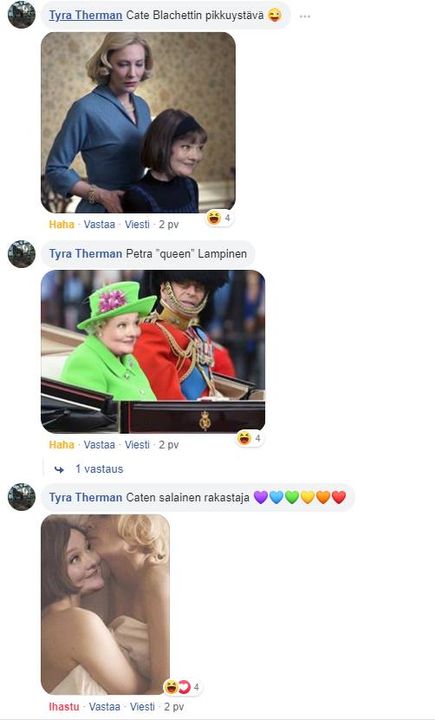 Tyra Therman Cate Blachettin pikkuystävä 😜 ...
4
Haha · Vastaa · Viesti · 2 pv
Tyra Therman Petra "queen" Lampinen
4
Haha · Vastaa · Viesti · 2 pv
1 vastaus
Tyra Therman Caten salainen rakastaja 💜💙💚💛🧡❤️
4
Ihastu · Vastaa · Viesti · 2 pv